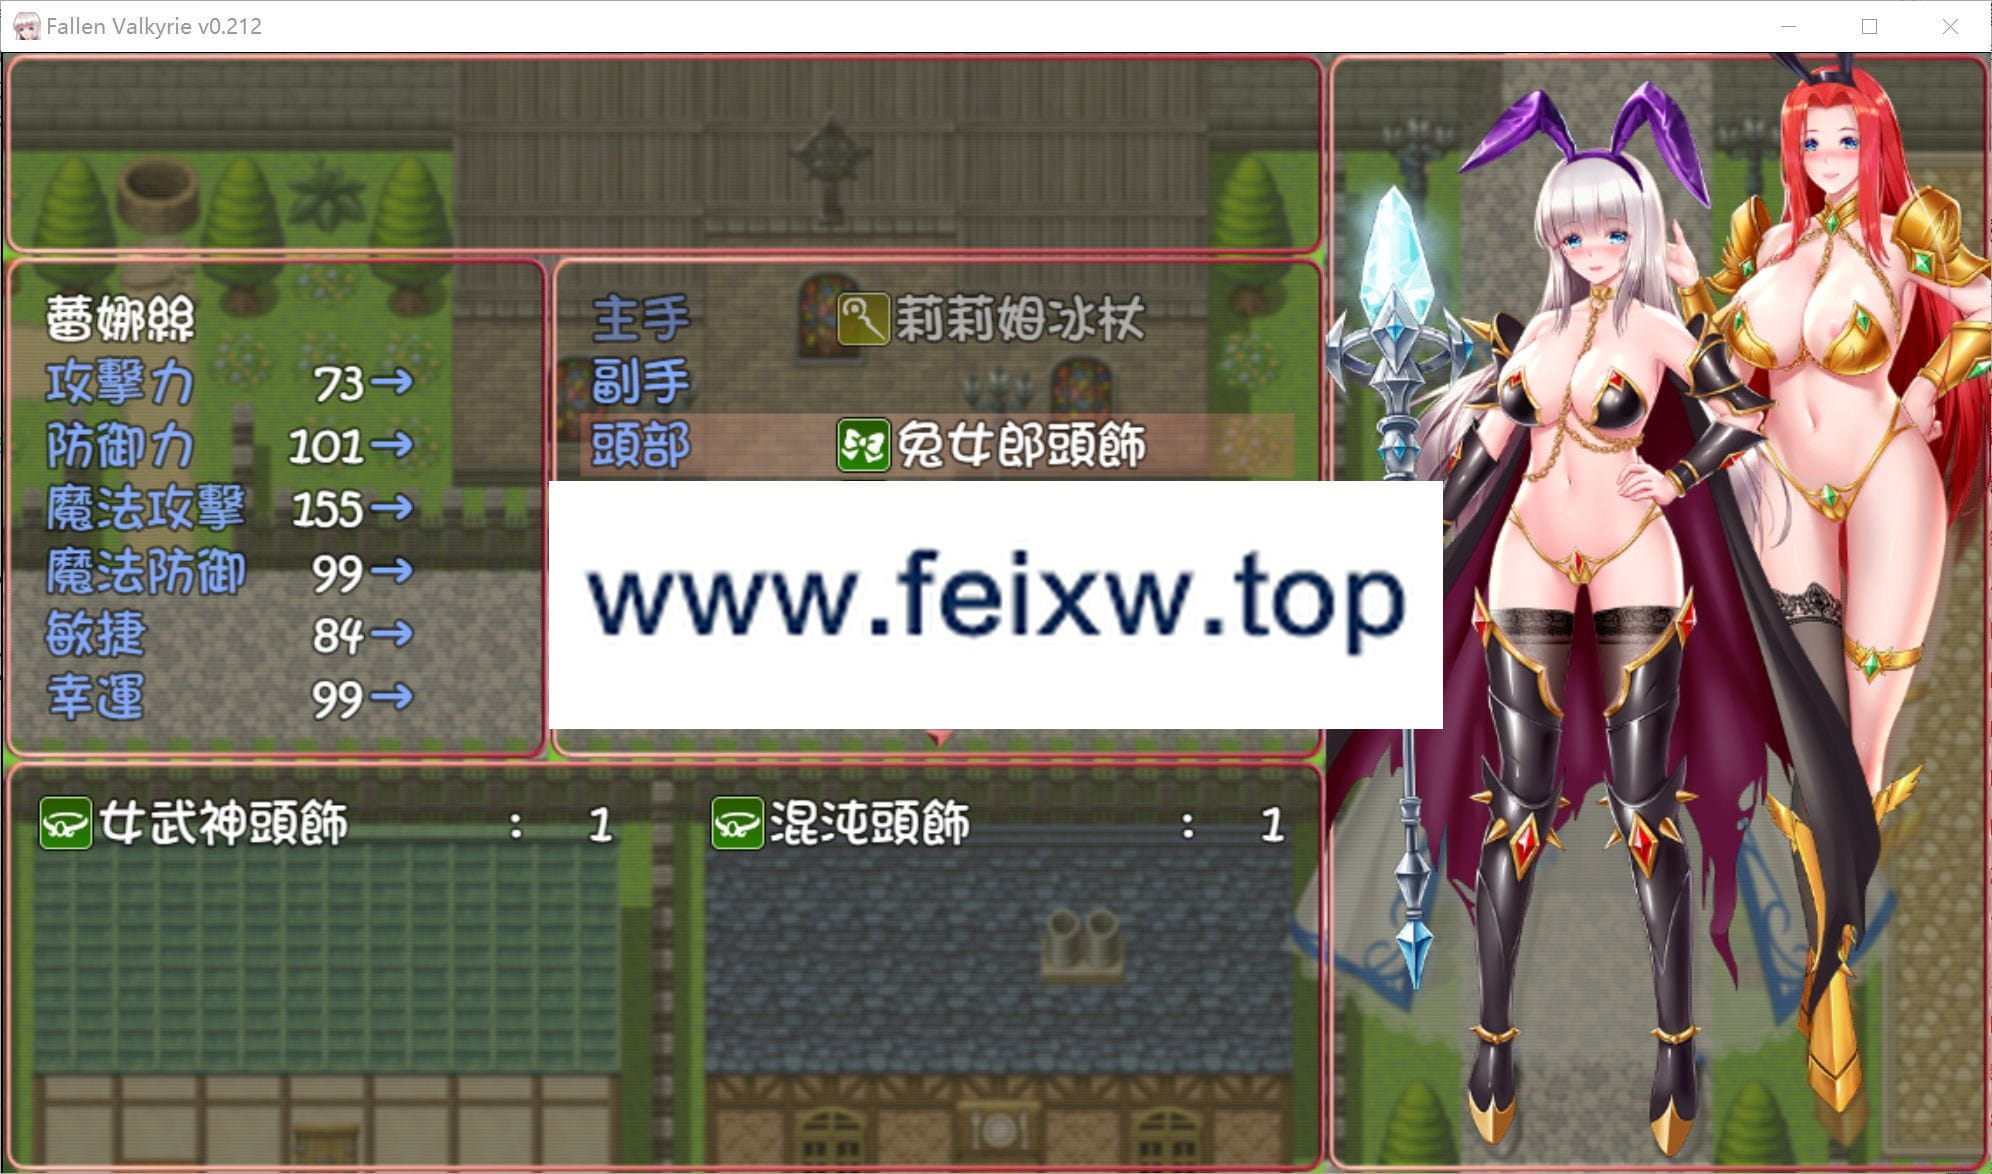 Fallen Valkyrie v0.212
蕾娜絲
攻擊力 73→
防御力 101→
魔法攻擊 155→
魔法防御 99→
敏捷 84→
幸運 99→
主手 莉莉姆冰杖
副手
頭部 兔女郎頭飾
www.feixw.top
女武神頭飾 : 1
混沌頭飾 : 1